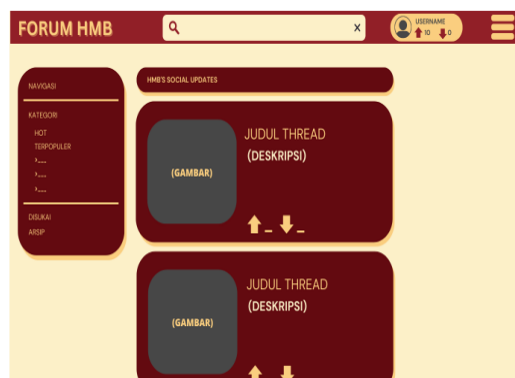 FORUM HMB
x
USERNAME
10 0
NAVIGASI
KATEGORI
HOT
TERPOPULER
>...
>...
>...
DISUKAI
ARSIP
HMB'S SOCIAL UPDATES
(GAMBAR)
JUDUL THREAD
(DESKRIPSI)
_ _
(GAMBAR)
JUDUL THREAD
(DESKRIPSI)